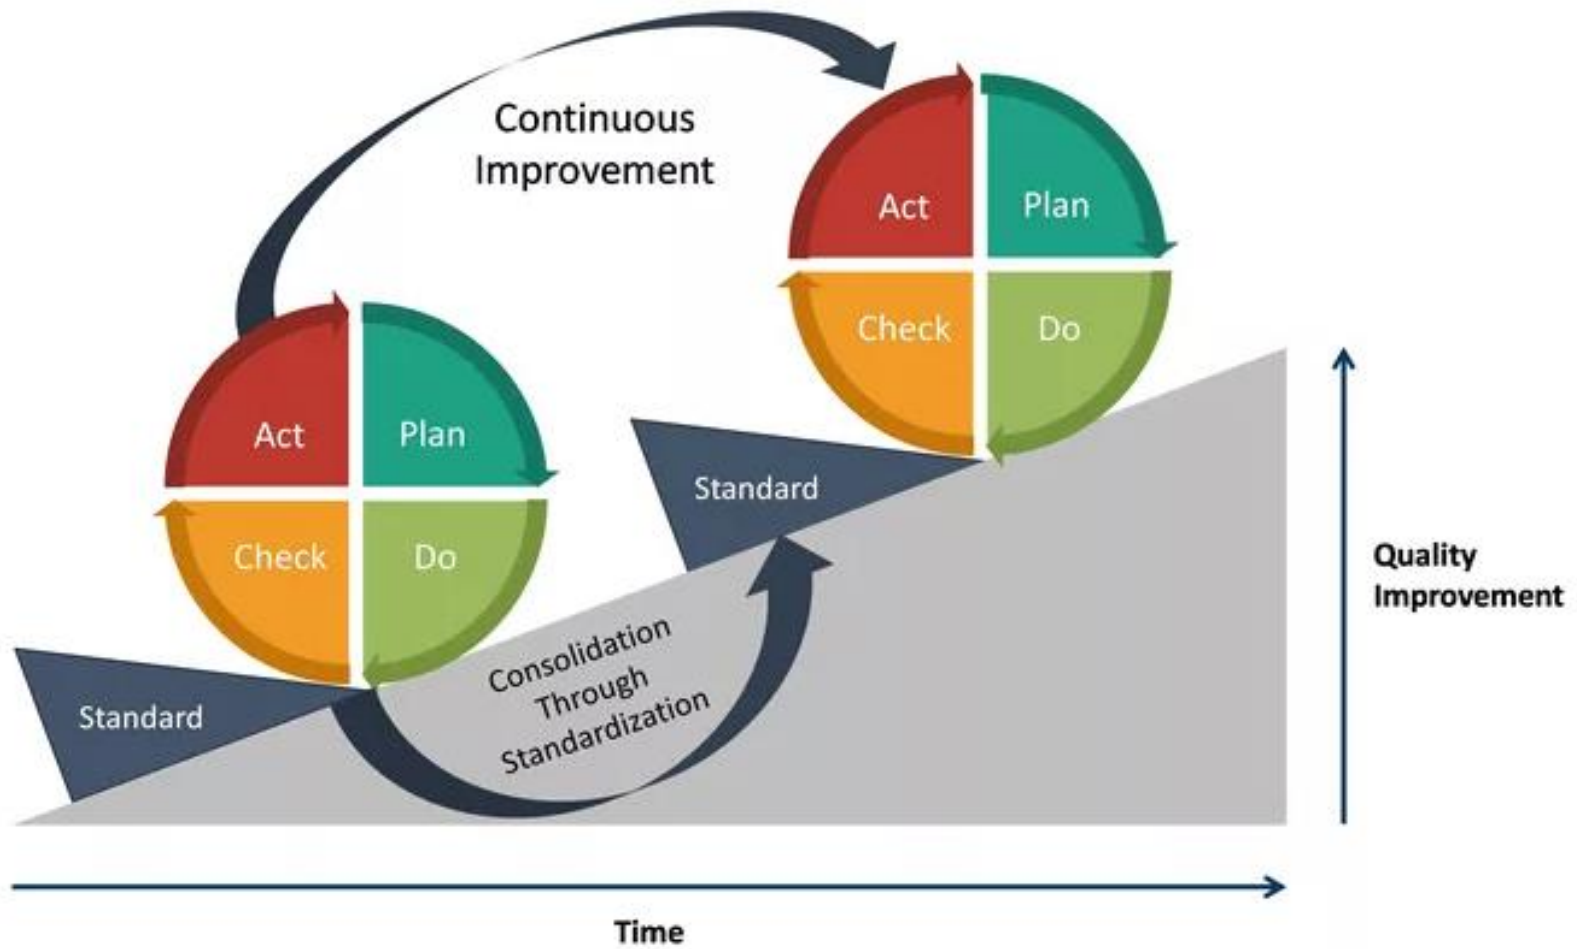 Continuous
Improvement
Act
Plan
Check
Do
Act
Plan
Check
Do
Standard
Standard
Consolidation
Through
Standardization
Quality
Improvement
Time